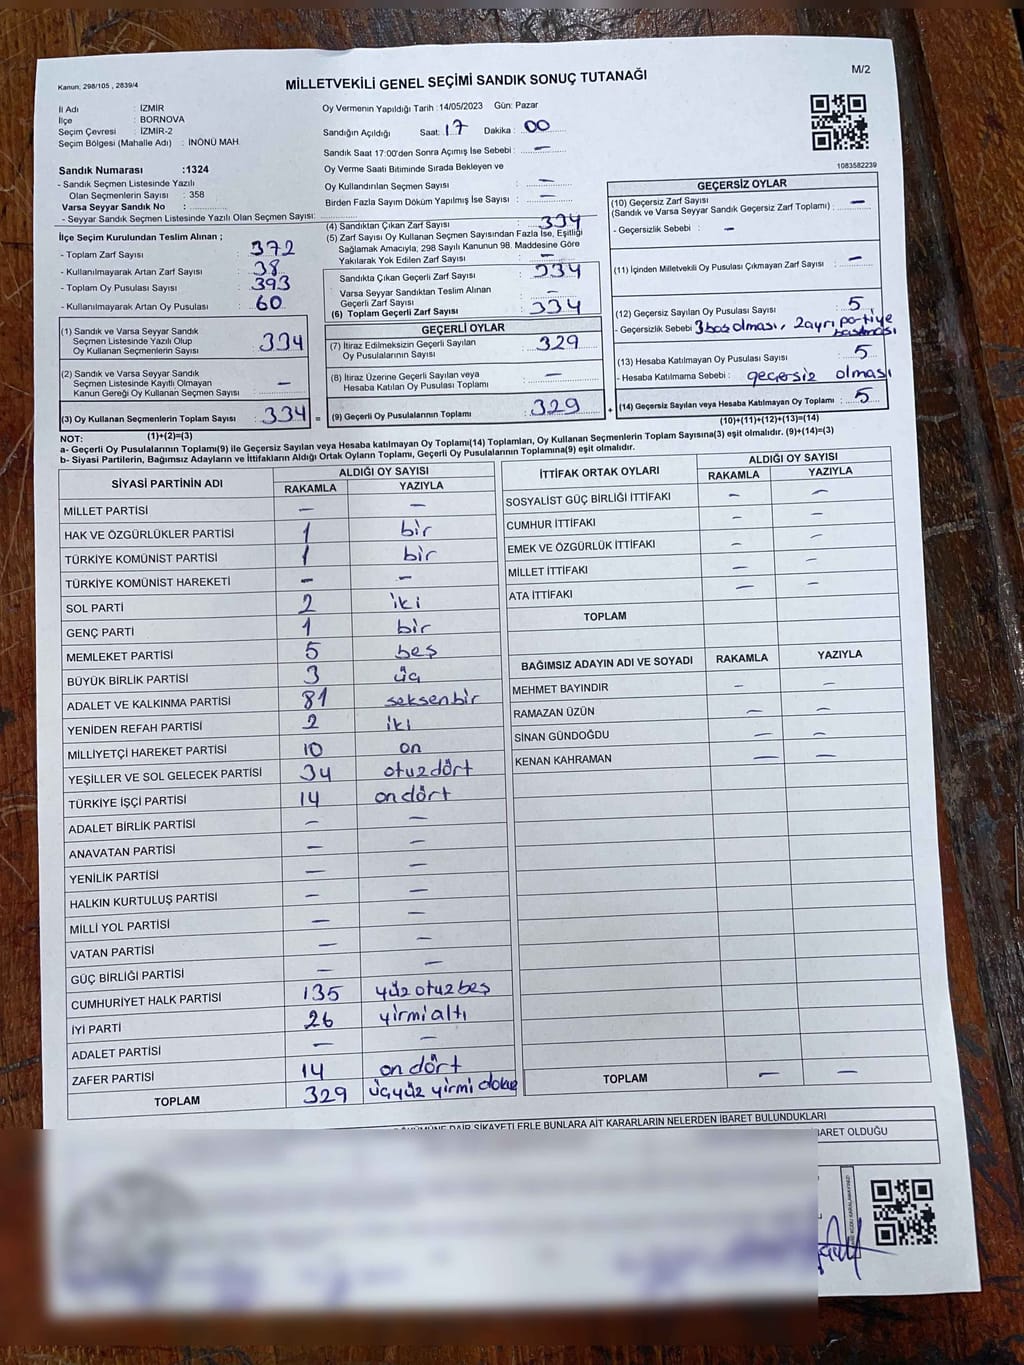 Kanun: 298/105 , 2839/4
MİLLETVEKİLİ GENEL SEÇİMİ SANDIK SONUÇ TUTANAĞI
M/2
İl Adı : İZMİR
İlçe : BORNOVA
Seçim Çevresi : İZMİR-2
Seçim Bölgesi (Mahalle Adı) : İNÖNÜ MAH.
Oy Vermenin Yapıldığı Tarih :14/05/2023 Gün: Pazar
Sandığın Açıldığı Saat: 17 Dakika : 00
Sandık Saat 17:00'den Sonra Açımış İse Sebebi : —
Oy Verme Saati Bitiminde Sırada Bekleyen ve
Oy Kullandırılan Seçmen Sayısı : —
Birden Fazla Sayım Döküm Yapılmış İse Sayısı : —
1083582239
Sandık Numarası :1324
- Sandık Seçmen Listesinde Yazılı
Olan Seçmenlerin Sayısı : 358
Varsa Seyyar Sandık No :
- Seyyar Sandık Seçmen Listesinde Yazılı Olan Seçmen Sayısı:
İlçe Seçim Kurulundan Teslim Alınan ;
- Toplam Zarf Sayısı : 372
- Kullanılmayarak Artan Zarf Sayısı : 38
- Toplam Oy Pusulası Sayısı : 393
- Kullanılmayarak Artan Oy Pusulası : 60
(1) Sandık ve Varsa Seyyar Sandık
Seçmen Listesinde Yazılı Olup
Oy Kullanan Seçmenlerin Sayısı : 334
(2) Sandık ve Varsa Seyyar Sandık
Seçmen Listesinde Kayıtlı Olmayan
Kanun Gereği Oy Kullanan Seçmen Sayısı : —
(3) Oy Kullanan Seçmenlerin Toplam Sayısı : 334 =
(1)+(2)=(3)
(4) Sandıktan Çıkan Zarf Sayısı : 334
(5) Zarf Sayısı Oy Kullanan Seçmen Sayısından Fazla İse, Eşitliği
Sağlamak Amacıyla; 298 Sayılı Kanunun 98. Maddesine Göre
Yakılarak Yok Edilen Zarf Sayısı : —
Sandıkta Çıkan Geçerli Zarf Sayısı : 334
Varsa Seyyar Sandıktan Teslim Alınan
Geçerli Zarf Sayısı : —
(6) Toplam Geçerli Zarf Sayısı : 334
GEÇERLİ OYLAR
(7) İtiraz Edilmeksizin Geçerli Sayılan
Oy Pusulalarının Sayısı : 329
(8) İtiraz Üzerine Geçerli Sayılan veya
Hesaba Katılan Oy Pusulası Toplamı : —
(9) Geçerli Oy Pusulalarının Toplamı : 329 +
GEÇERSİZ OYLAR
(10) Geçersiz Zarf Sayısı
(Sandık ve Varsa Seyyar Sandık Geçersiz Zarf Toplamı) : —
- Geçersizlik Sebebi : —
(11) İçinden Milletvekili Oy Pusulası Çıkmayan Zarf Sayısı : —
(12) Geçersiz Sayılan Oy Pusulası Sayısı : 5
- Geçersizlik Sebebi : 3 boş olması, 2 ayrı partiye
basılması
(13) Hesaba Katılmayan Oy Pusulası Sayısı : 5
- Hesaba Katılmama Sebebi : geçersiz olması
(14) Geçersiz Sayılan veya Hesaba Katılmayan Oy Toplamı : 5
(10)+(11)+(12)+(13)=(14)
NOT:
a- Geçerli Oy Pusulalarının Toplamı(9) ile Geçersiz Sayılan veya Hesaba katılmayan Oy Toplamı(14) Toplamları, Oy Kullanan Seçmenlerin Toplam Sayısına(3) eşit olmalıdır. (9)+(14)=(3)
b- Siyasi Partilerin, Bağımsız Adayların ve İttifakların Aldığı Ortak Oyların Toplamı, Geçerli Oy Pusulalarının Toplamına(9) eşit olmalıdır.
SİYASİ PARTİNİN ADI ALDIĞI OY SAYISI
RAKAMLA YAZIYLA
MİLLET PARTİSİ — —
HAK VE ÖZGÜRLÜKLER PARTİSİ 1 bir
TÜRKİYE KOMÜNİST PARTİSİ 1 bir
TÜRKİYE KOMÜNİST HAREKETİ — —
SOL PARTİ 2 iki
GENÇ PARTİ 1 bir
MEMLEKET PARTİSİ 5 beş
BÜYÜK BİRLİK PARTİSİ 3 üç
ADALET VE KALKINMA PARTİSİ 81 seksenbir
YENİDEN REFAH PARTİSİ 2 iki
MİLLİYETÇİ HAREKET PARTİSİ 10 on
YEŞİLLER VE SOL GELECEK PARTİSİ 34 otuzdört
TÜRKİYE İŞÇİ PARTİSİ 14 ondört
ADALET BİRLİK PARTİSİ — —
ANAVATAN PARTİSİ — —
YENİLİK PARTİSİ — —
HALKIN KURTULUŞ PARTİSİ — —
MİLLİ YOL PARTİSİ — —
VATAN PARTİSİ — —
GÜÇ BİRLİĞİ PARTİSİ — —
CUMHURİYET HALK PARTİSİ 135 yüzotuzbeş
İYİ PARTİ 26 yirmialtı
ADALET PARTİSİ — —
ZAFER PARTİSİ 14 on dört
TOPLAM 329 üçyüz yirmi dokuz
İTTİFAK ORTAK OYLARI ALDIĞI OY SAYISI
RAKAMLA YAZIYLA
SOSYALİST GÜÇ BİRLİĞİ İTTİFAKI — —
CUMHUR İTTİFAKI — —
EMEK VE ÖZGÜRLÜK İTTİFAKI — —
MİLLET İTTİFAKI — —
ATA İTTİFAKI — —
TOPLAM
BAĞIMSIZ ADAYIN ADI VE SOYADI RAKAMLA YAZIYLA
MEHMET BAYINDIR — —
RAMAZAN ÜZÜN — —
SİNAN GÜNDOĞDU — —
KENAN KAHRAMAN — —
TOPLAM — —
DAİR ŞİKAYETLERLE BUNLARA AİT KARARLARIN NELERDEN İBARET BULUNDUKLARI
İBARET OLDUĞU